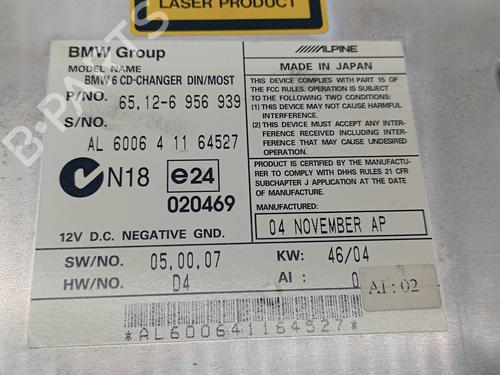 LASER PRODUCT
BMW Group
MODEL NAME
BMW 6 CD-CHANGER DIN/MOST
P/NO. 65.12-6 956 939
S/NO.
AL 6006 4 11 64527
N18 e24
020469
12V D.C. NEGATIVE GND.
SW/NO. 05.00.07
HW/NO. D4
ALPINE
MADE IN JAPAN
THIS DEVICE COMPLIES WITH PART 15 OF
THE FCC RULES. OPERATION IS SUBJECT
TO THE FOLLOWING TWO CONDITIONS:
(1) THIS DEVICE MAY NOT CAUSE HARMFUL
INTERFERENCE.
(2) THIS DEVICE MUST ACCEPT ANY INTER-
FERENCE RECEIVED, INCLUDING
INTERFERENCE THAT MAY CAUSE
UNDESIRED OPERATION.
PRODUCT IS CERTIFIED BY THE MANUFACTU-
RER TO COMPLY WITH DHHS RULES 21 CFR
SUBCHAPTER J APPLICATION AT THE DATE
OF MANUFACTURE.
MANUFACTURED:
04 NOVEMBER AP
KW: 46/04
AI: 0
AI : 02
*AL600641164527*
B-PARTS